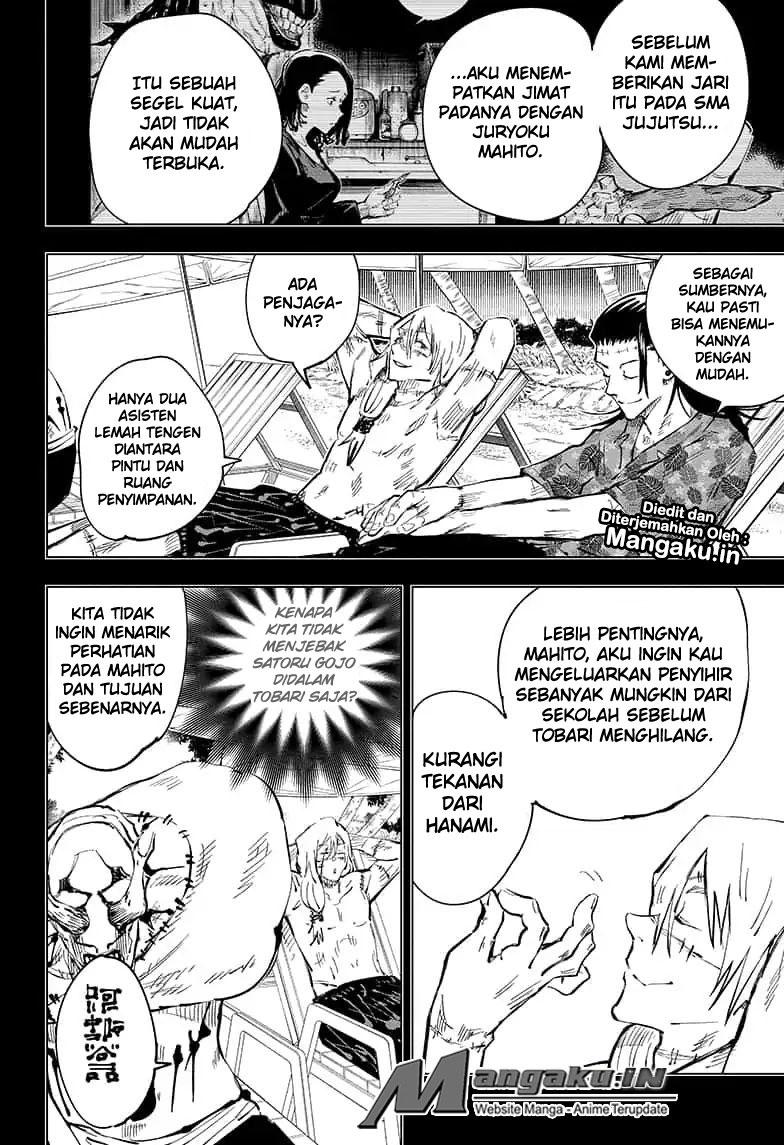 SEBELUM
KAMI MEM-
BERIKAN JARI
ITU PADA SMA
JUJUTSU...
...AKU MENEM-
PATKAN JIMAT
PADANYA DENGAN
JURYOKU
MAHITO.
ITU SEBUAH
SEGEL KUAT,
JADI TIDAK
AKAN MUDAH
TERBUKA.
SEBAGAI
SUMBERNYA,
KAU PASTI
BISA MENEMU-
KANNYA
DENGAN
MUDAH.
ADA
PENJAGA-
NYA?
HANYA DUA
ASISTEN
LEMAH TENGEN
DIANTARA
PINTU DAN
RUANG
PENYIMPANAN.
Diedit dan
Diterjemahkan Oleh :
Mangaku.in
LEBIH PENTINGNYA,
MAHITO, AKU INGIN KAU
MENGELUARKAN PENYIHIR
SEBANYAK MUNGKIN DARI
SEKOLAH SEBELUM
TOBARI MENGHILANG.
KURANGI
TEKANAN
DARI
HANAMI.
KENAPA
KITA TIDAK
MENJEBAK
SATORU GOJO
DIDALAM
TOBARI SAJA?
KITA TIDAK
INGIN MENARIK
PERHATIAN
PADA MAHITO
DAN TUJUAN
SEBENARNYA.
Mangaku.iN
Website Manga - Anime Terupdate